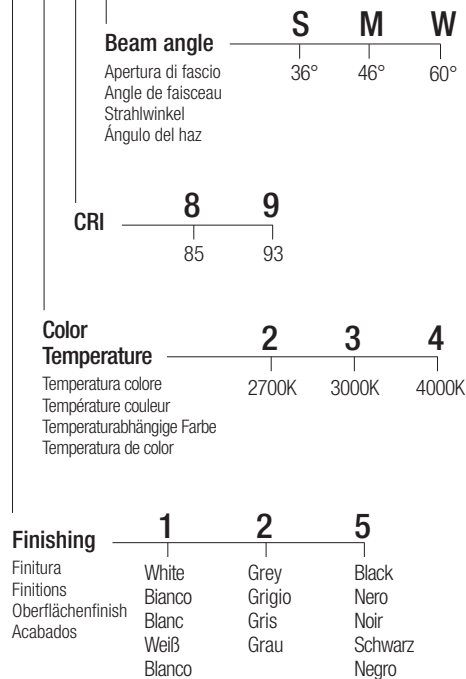 S M W
Beam angle
36° 46° 60°
Apertura di fascio
Angle de faisceau
Strahlwinkel
Ángulo del haz
8 9
CRI
85 93
Color
Temperature
2 3 4
2700K 3000K 4000K
Temperatura colore
Température couleur
Temperaturabhängige Farbe
Temperatura de color
1 2 5
Finishing
Finitura
Finitions
Oberflächenfinish
Acabados
White Grey Black
Bianco Grigio Nero
Blanc Gris Noir
Weiß Grau Schwarz
Blanco Negro